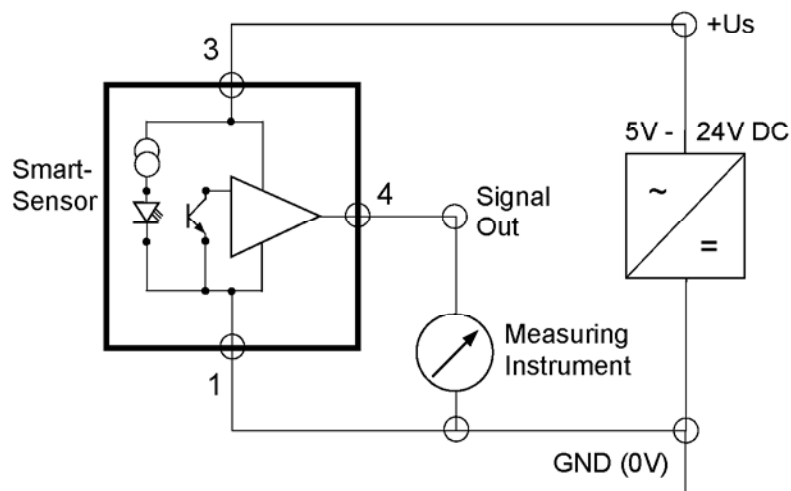 3
+Us
5V - 24V DC
Smart-
Sensor
4
Signal
Out
~
=
Measuring
Instrument
1
GND (0V)